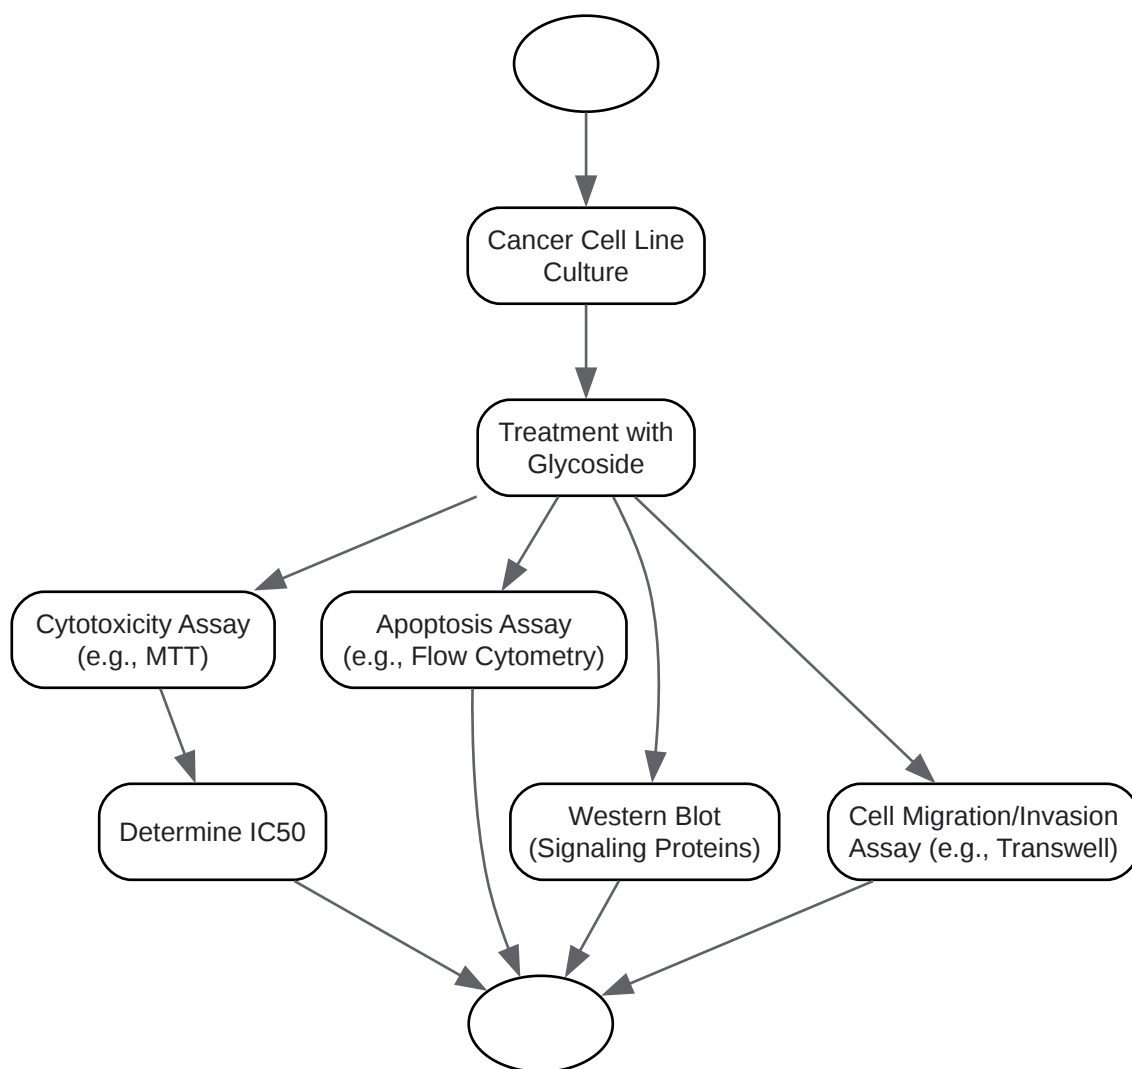 Cancer Cell Line
Culture
Treatment with
Glycoside
Cytotoxicity Assay
(e.g., MTT)
Apoptosis Assay
(e.g., Flow Cytometry)
Determine IC50
Western Blot
(Signaling Proteins)
Cell Migration/Invasion
Assay (e.g., Transwell)